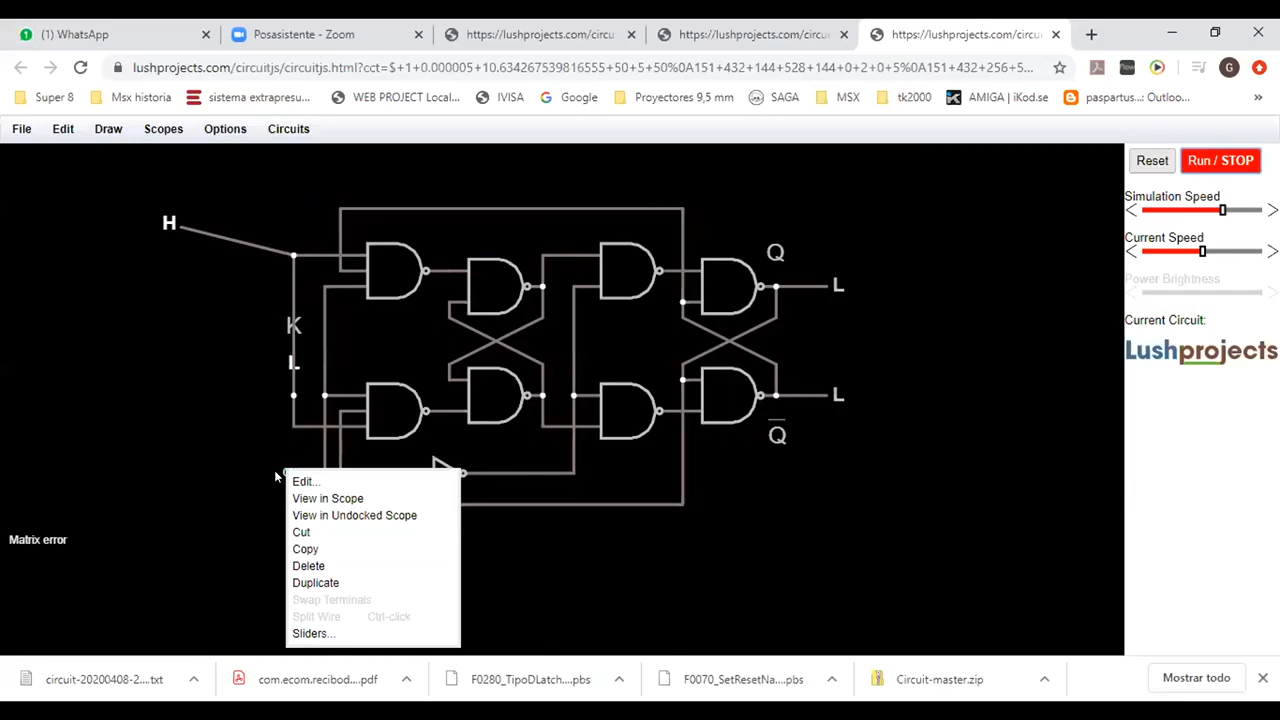 (1) WhatsApp
Posasistente - Zoom
https://lushprojects.com/circu
https://lushprojects.com/circu
https://lushprojects.com/circu
lushprojects.com/circuitjs/circuitjs.html?cct=$+1+0.000005+10.634267539816555+50+5+50%0A151+432+144+528+144+0+2+0+5%0A151+432+256+5...
Super 8
Msx historia
sistema extrapresu...
WEB PROJECT Local...
IVISA
Google
Proyectores 9,5 mm
SAGA
MSX
tk2000
AMIGA | iKod.se
paspartus...: Outloo...
»
File
Edit
Draw
Scopes
Options
Circuits
Reset
Run / STOP
Simulation Speed
Current Speed
Power Brightness
Current Circuit:
Lushprojects
H
Q
L
K
L
L
Q
Matrix error
Edit...
View in Scope
View in Undocked Scope
Cut
Copy
Delete
Duplicate
Swap Terminals
Split Wire Ctrl-click
Sliders...
circuit-20200408-2....txt
com.ecom.recibod....pdf
F0280_TipoDLatch....pbs
F0070_SetResetNa....pbs
Circuit-master.zip
Mostrar todo